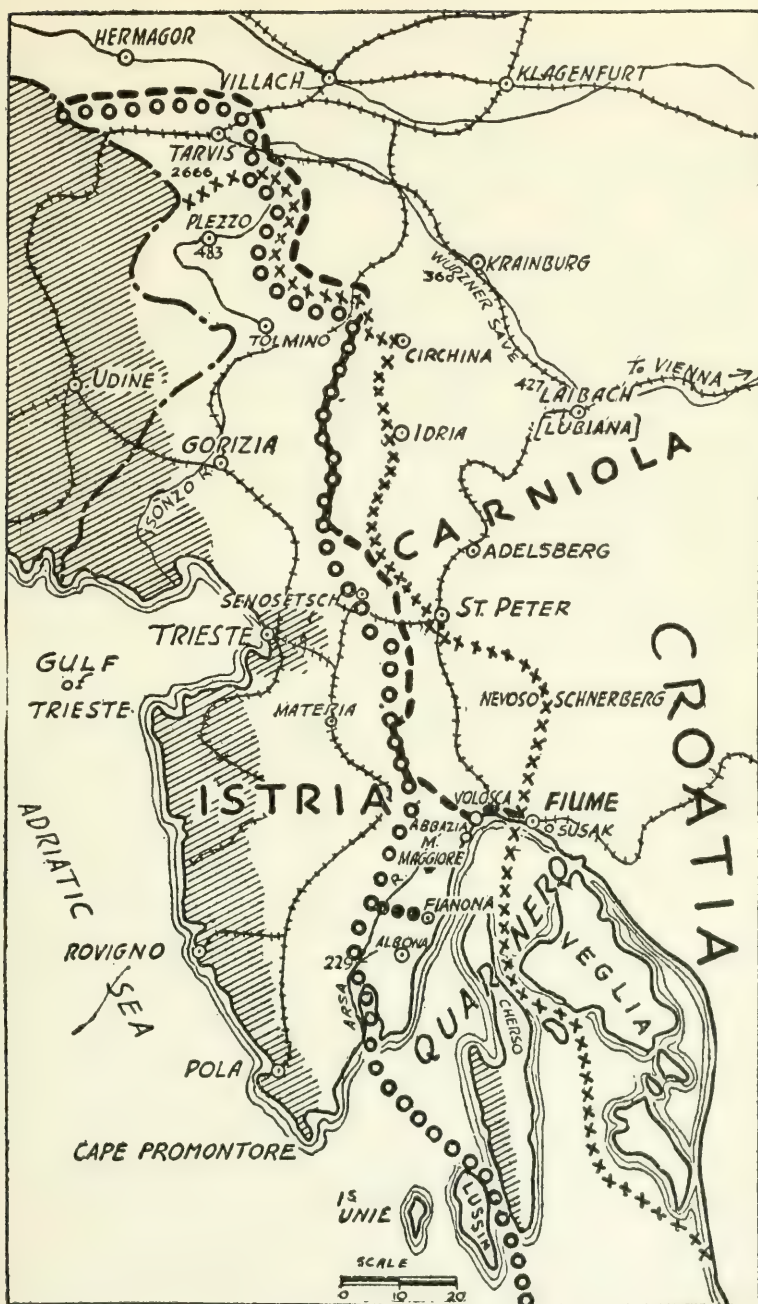 HERMAGOR
VILLACH
KLAGENFURT
TARVIS
2666
PLEZZO
483
WURZNER SAVE
KRAINBURG
360
TOLMINO
CIRCHINA
To VIENNA →
UDINE
427
LAIBACH
[LUBIANA]
IDRIA
GORIZIA
ISONZO R.
CARNIOLA
ADELSBERG
SENOSETSCH
ST. PETER
TRIESTE
GULF
of
TRIESTE
CROATIA
MATERIA
NEVOSO
SCHNERBERG
ISTRIA
VOLOSCA
FIUME
ABBAZIA
SUSAK
M.
MAGGIORE
ADRIATIC
SEA
R.
FIANONA
ROVIGNO
ALBONA
229
ARSA
QUARNERO
VEGLIA
CHERSO
POLA
CAPE PROMONTORE
IS
UNIE
LUSSIN
SCALE
0 10 20